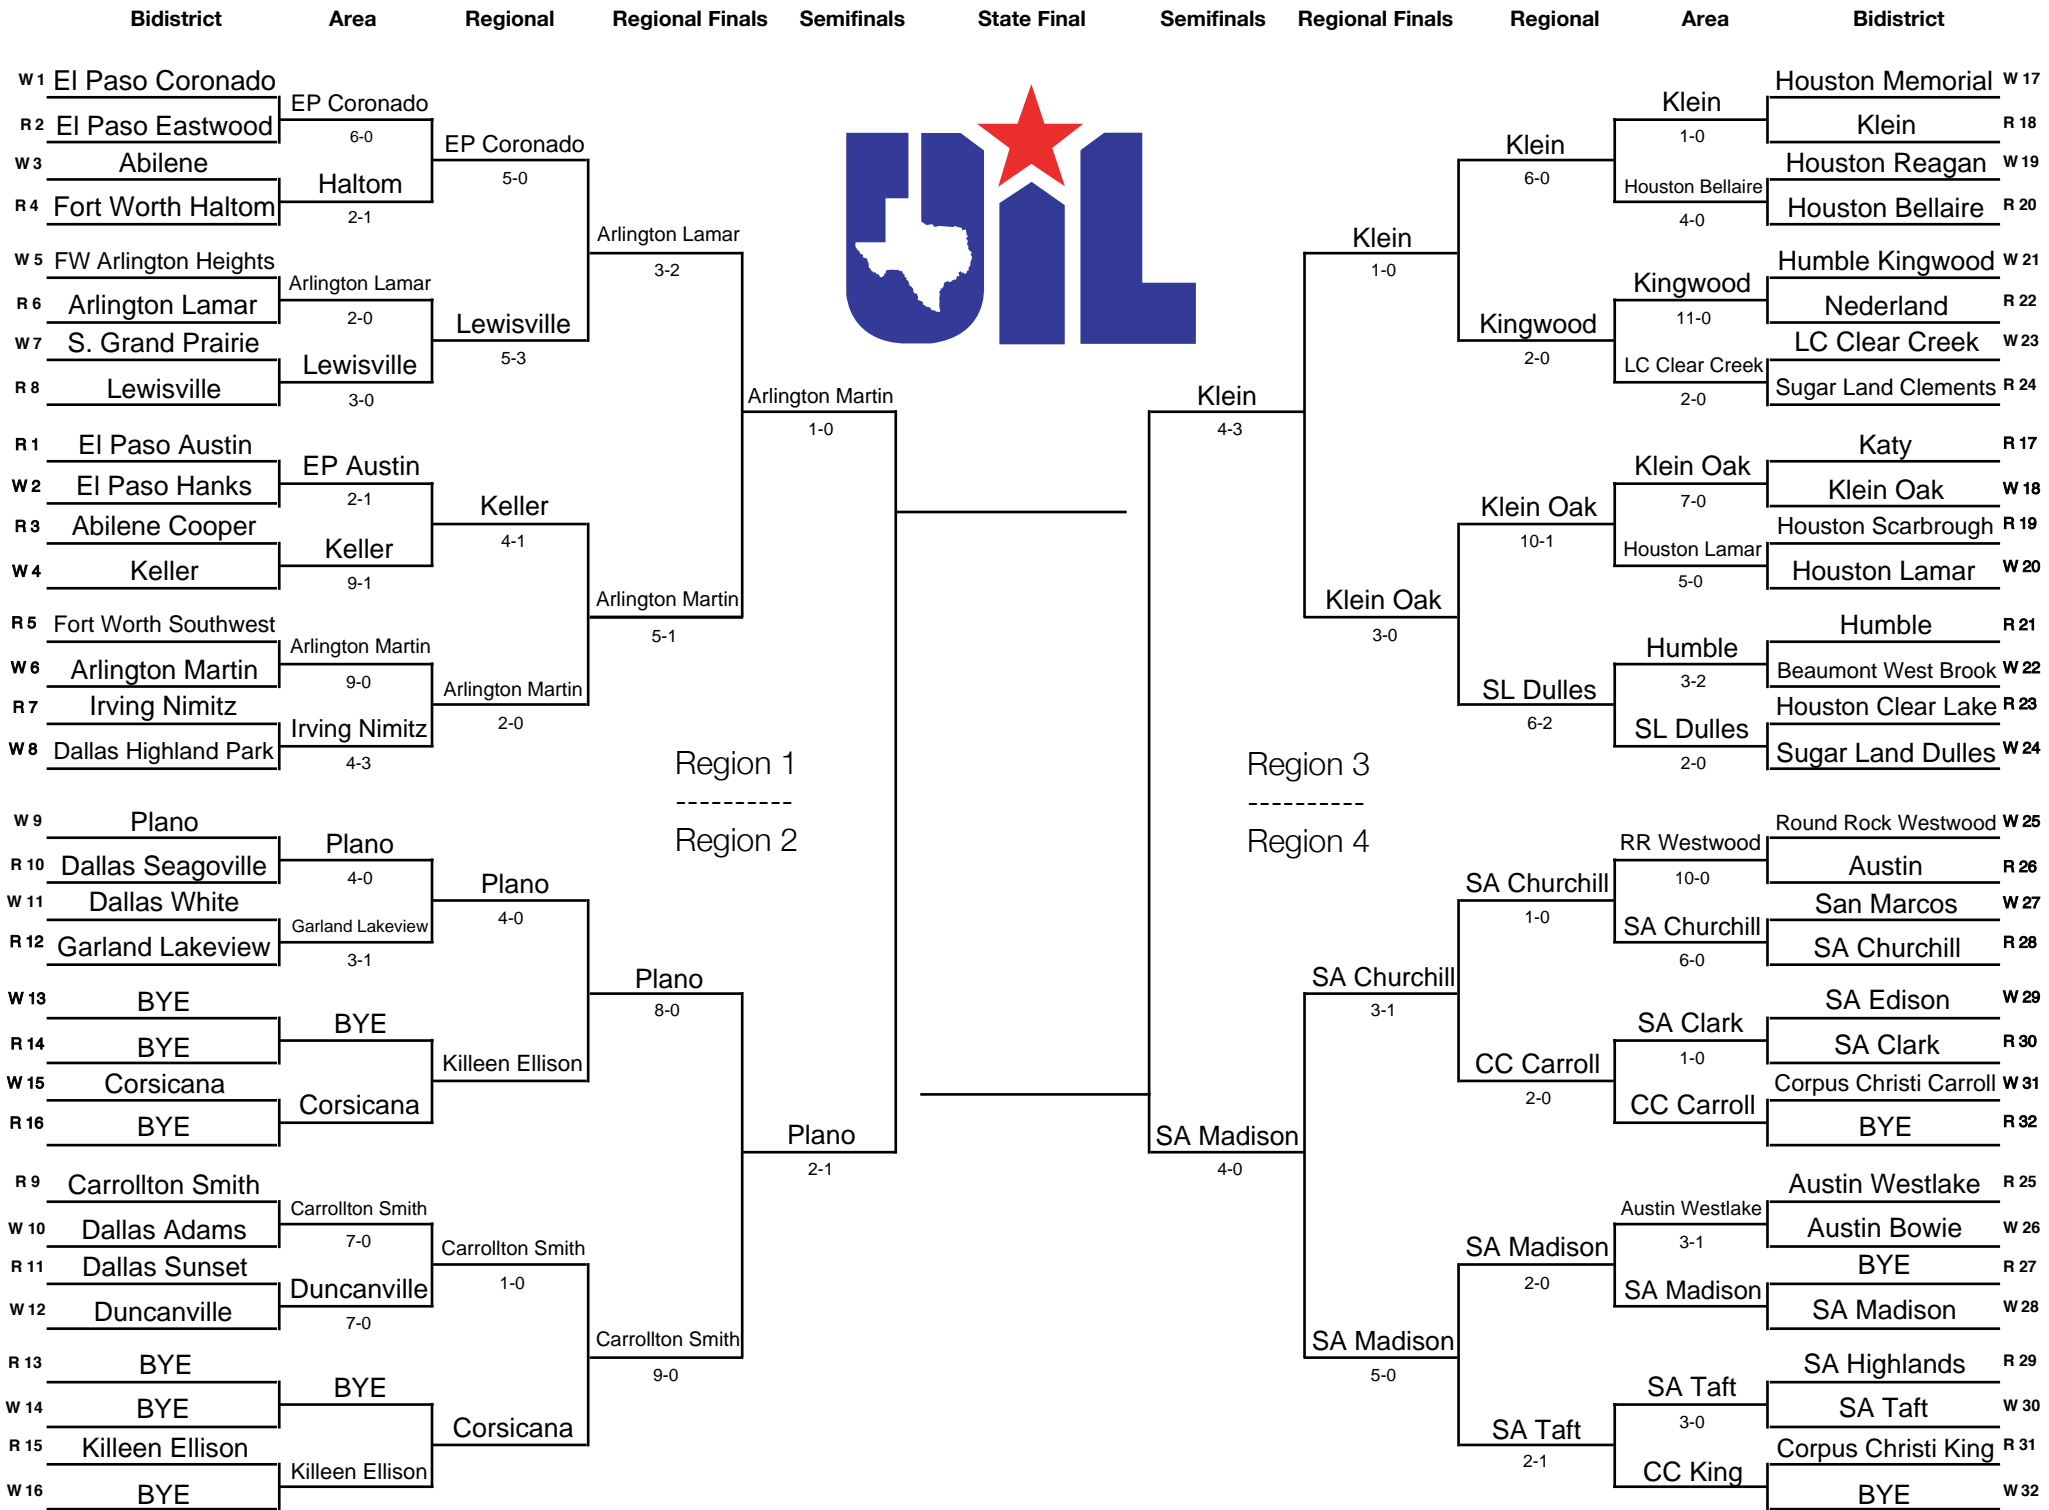 Bidistrict Area Regional Regional Finals Semifinals State Final Semifinals Regional Finals Regional Area Bidistrict
W 1 El Paso Coronado
EP Coronado
6-0
R 2 El Paso Eastwood
EP Coronado
5-0
W 3 Abilene
Haltom
2-1
R 4 Fort Worth Haltom
Arlington Lamar
3-2
W 5 FW Arlington Heights
Arlington Lamar
2-0
R 6 Arlington Lamar
Lewisville
5-3
W 7 S. Grand Prairie
Lewisville
3-0
R 8 Lewisville
Arlington Martin
1-0
R 1 El Paso Austin
EP Austin
2-1
W 2 El Paso Hanks
Keller
4-1
R 3 Abilene Cooper
Keller
9-1
W 4 Keller
Arlington Martin
5-1
R 5 Fort Worth Southwest
Arlington Martin
9-0
W 6 Arlington Martin
Arlington Martin
2-0
R 7 Irving Nimitz
Irving Nimitz
4-3
W 8 Dallas Highland Park
Region 1
----------
Region 2
W 9 Plano
Plano
4-0
R 10 Dallas Seagoville
Plano
4-0
W 11 Dallas White
Garland Lakeview
3-1
R 12 Garland Lakeview
Plano
8-0
W 13 BYE
BYE
R 14 BYE
Killeen Ellison
W 15 Corsicana
Corsicana
R 16 BYE
Plano
2-1
R 9 Carrollton Smith
Carrollton Smith
7-0
W 10 Dallas Adams
Carrollton Smith
1-0
R 11 Dallas Sunset
Duncanville
7-0
W 12 Duncanville
Carrollton Smith
9-0
R 13 BYE
BYE
W 14 BYE
Corsicana
R 15 Killeen Ellison
Killeen Ellison
W 16 BYE
UIL
Houston Memorial W 17
Klein
1-0
Klein R 18
Klein
6-0
Houston Reagan W 19
Houston Bellaire
4-0
Houston Bellaire R 20
Klein
1-0
Humble Kingwood W 21
Kingwood
11-0
Nederland R 22
Kingwood
2-0
LC Clear Creek W 23
LC Clear Creek
2-0
Sugar Land Clements R 24
Klein
4-3
Katy R 17
Klein Oak
7-0
Klein Oak W 18
Klein Oak
10-1
Houston Scarbrough R 19
Houston Lamar
5-0
Houston Lamar W 20
Klein Oak
3-0
Humble R 21
Humble
3-2
Beaumont West Brook W 22
SL Dulles
6-2
Houston Clear Lake R 23
SL Dulles
2-0
Sugar Land Dulles W 24
Region 3
----------
Region 4
Round Rock Westwood W 25
RR Westwood
10-0
Austin R 26
SA Churchill
1-0
San Marcos W 27
SA Churchill
6-0
SA Churchill R 28
SA Churchill
3-1
SA Edison W 29
SA Clark
1-0
SA Clark R 30
CC Carroll
2-0
Corpus Christi Carroll W 31
CC Carroll
BYE R 32
SA Madison
4-0
Austin Westlake R 25
Austin Westlake
3-1
Austin Bowie W 26
SA Madison
2-0
BYE R 27
SA Madison
SA Madison W 28
SA Madison
5-0
SA Highlands R 29
SA Taft
3-0
SA Taft W 30
SA Taft
2-1
Corpus Christi King R 31
CC King
BYE W 32